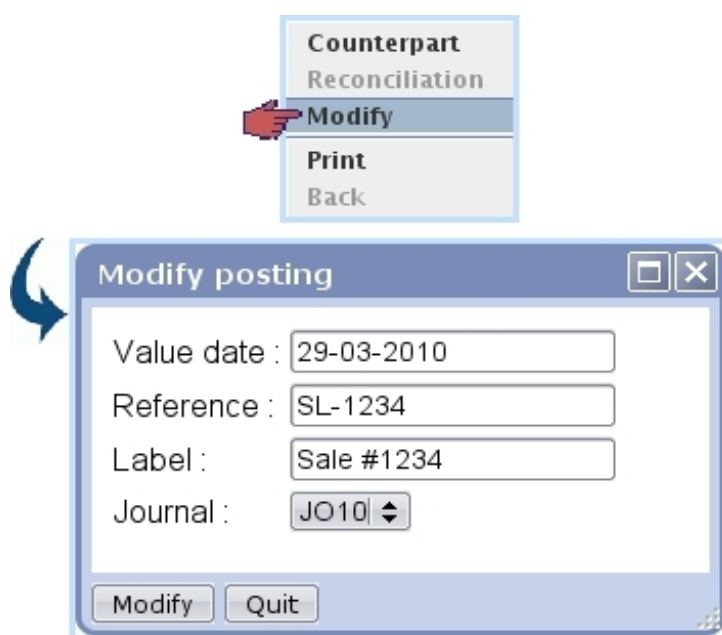 Counterpart
Reconciliation
Modify
Print
Back
Modify posting
Value date : 29-03-2010
Reference : SL-1234
Label : Sale #1234
Journal : JO10
Modify Quit